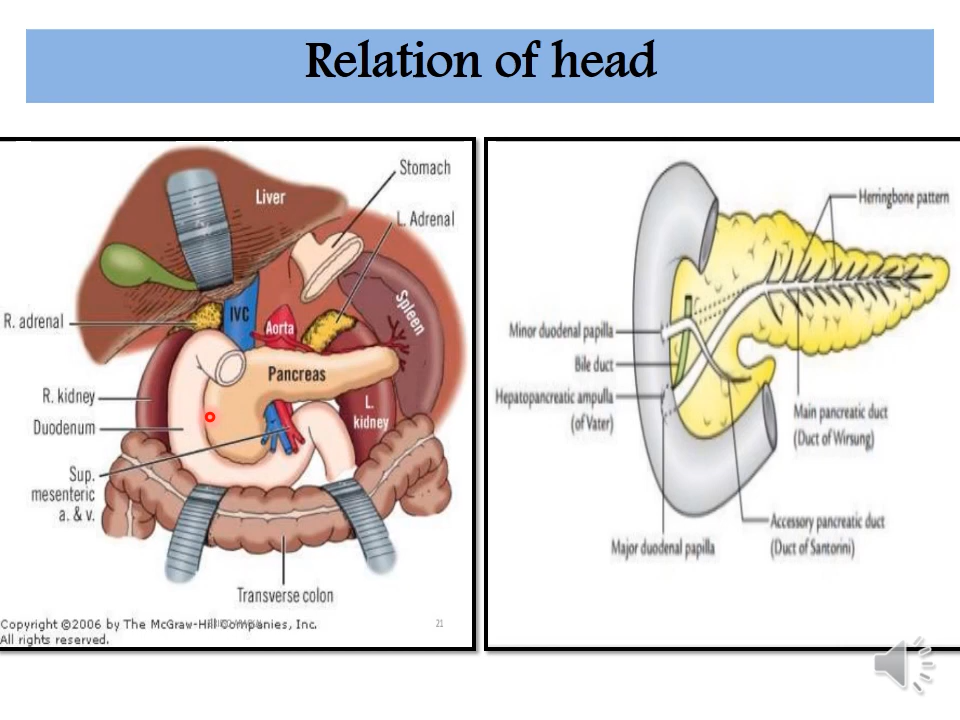 Relation of head
Stomach
Liver
L. Adrenal
Spleen
R. adrenal
IVC
Aorta
Pancreas
R. kidney
L.
kidney
Duodenum
Sup.
mesenteric
a. & v.
Transverse colon
Copyright ©2006 by The McGraw-Hill Companies, Inc.
All rights reserved.
21
Herringbone pattern
Minor duodenal papilla
Bile duct
Hepatopancreatic ampulla
(of Vater)
Main pancreatic duct
(Duct of Wirsung)
Accessory pancreatic duct
(Duct of Santorini)
Major duodenal papilla